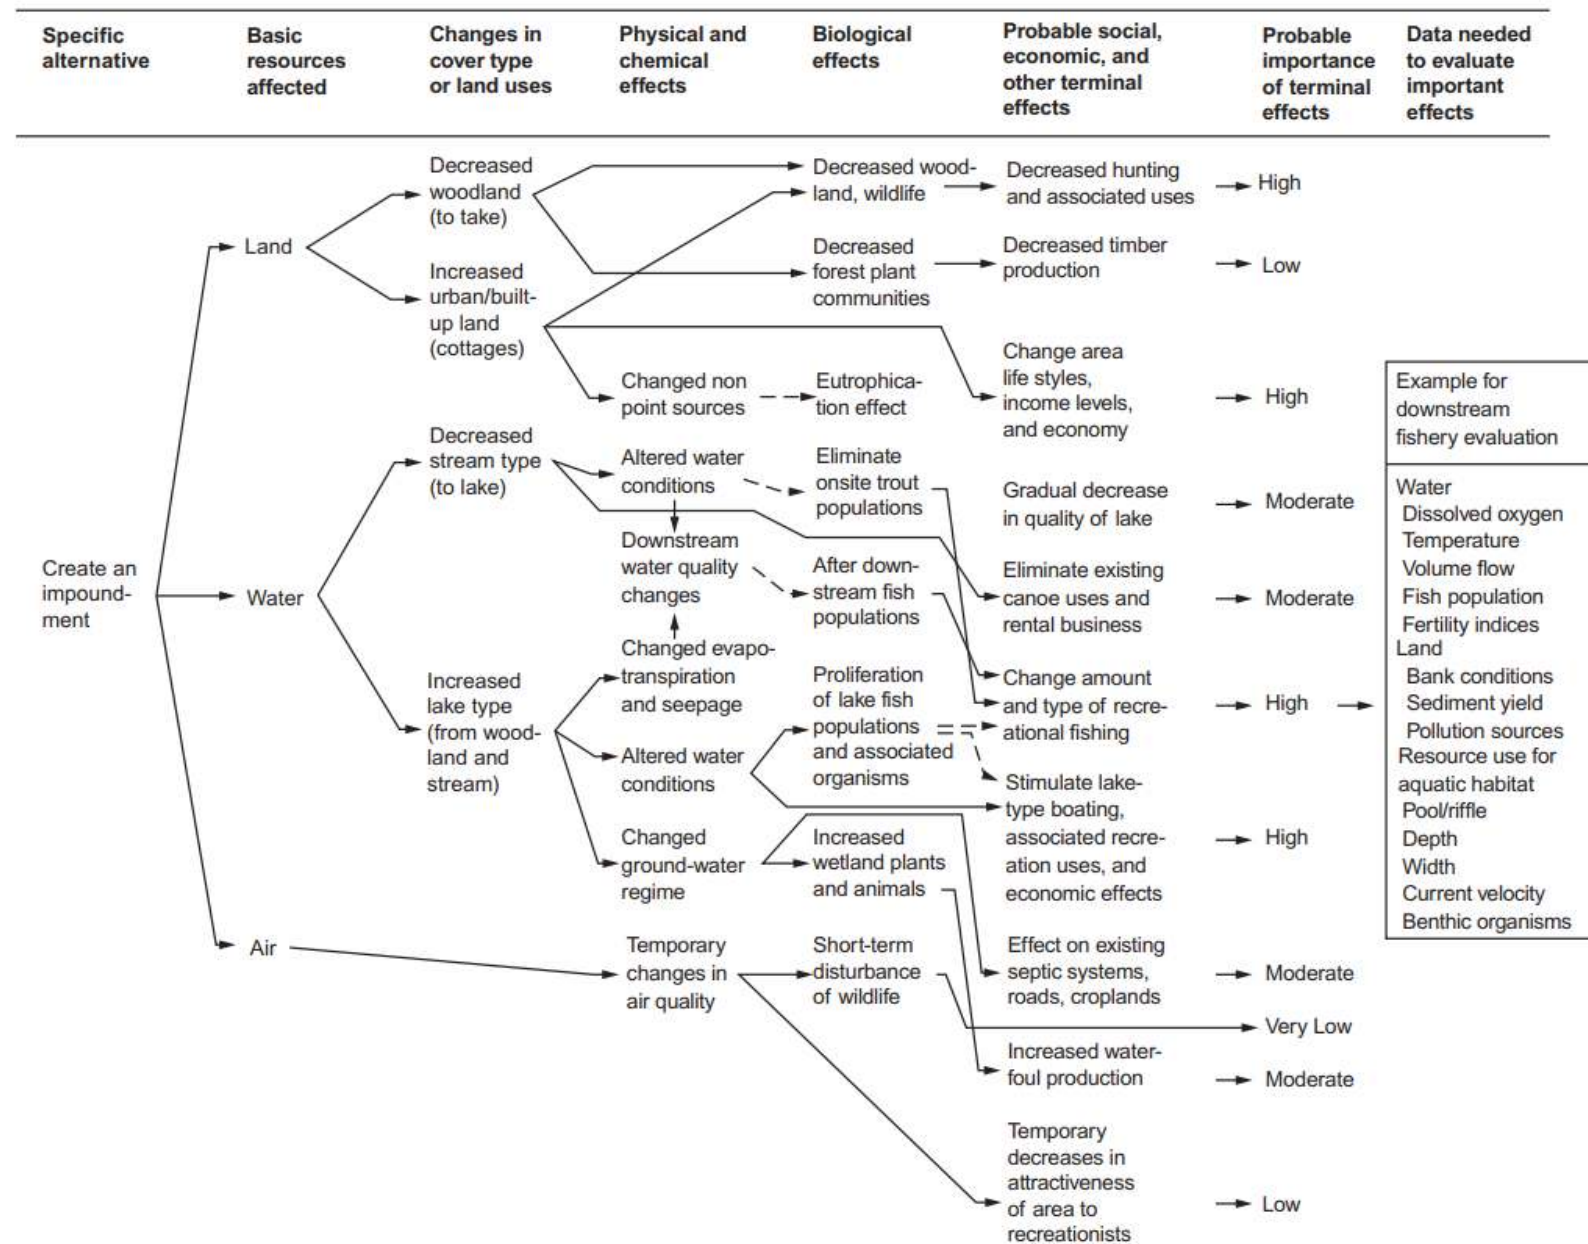 Specific
alternative
Basic
resources
affected
Changes in
cover type
or land uses
Physical and
chemical
effects
Biological
effects
Probable social,
economic, and
other terminal
effects
Probable
importance
of terminal
effects
Data needed
to evaluate
important
effects
Create an
impound-
ment
Land
Water
Air
Decreased
woodland
(to take)
Increased
urban/built-
up land
(cottages)
Decreased
stream type
(to lake)
Increased
lake type
(from wood-
land and
stream)
Changed non
point sources
Altered water
conditions
Downstream
water quality
changes
Changed evapo-
transpiration
and seepage
Altered water
conditions
Changed
ground-water
regime
Temporary
changes in
air quality
Decreased wood-
land, wildlife
Decreased
forest plant
communities
Eutrophica-
tion effect
Eliminate
onsite trout
populations
After down-
stream fish
populations
Proliferation
of lake fish
populations
and associated
organisms
Increased
wetland plants
and animals
Short-term
disturbance
of wildlife
Decreased hunting
and associated uses
Decreased timber
production
Change area
life styles,
income levels,
and economy
Gradual decrease
in quality of lake
Eliminate existing
canoe uses and
rental business
Change amount
and type of recre-
ational fishing
Stimulate lake-
type boating,
associated recre-
ation uses, and
economic effects
Effect on existing
septic systems,
roads, croplands
Increased water-
foul production
Temporary
decreases in
attractiveness
of area to
recreationists
High
Low
High
Moderate
Moderate
High
High
Moderate
Very Low
Moderate
Low
Example for
downstream
fishery evaluation
Water
Dissolved oxygen
Temperature
Volume flow
Fish population
Fertility indices
Land
Bank conditions
Sediment yield
Pollution sources
Resource use for
aquatic habitat
Pool/riffle
Depth
Width
Current velocity
Benthic organisms